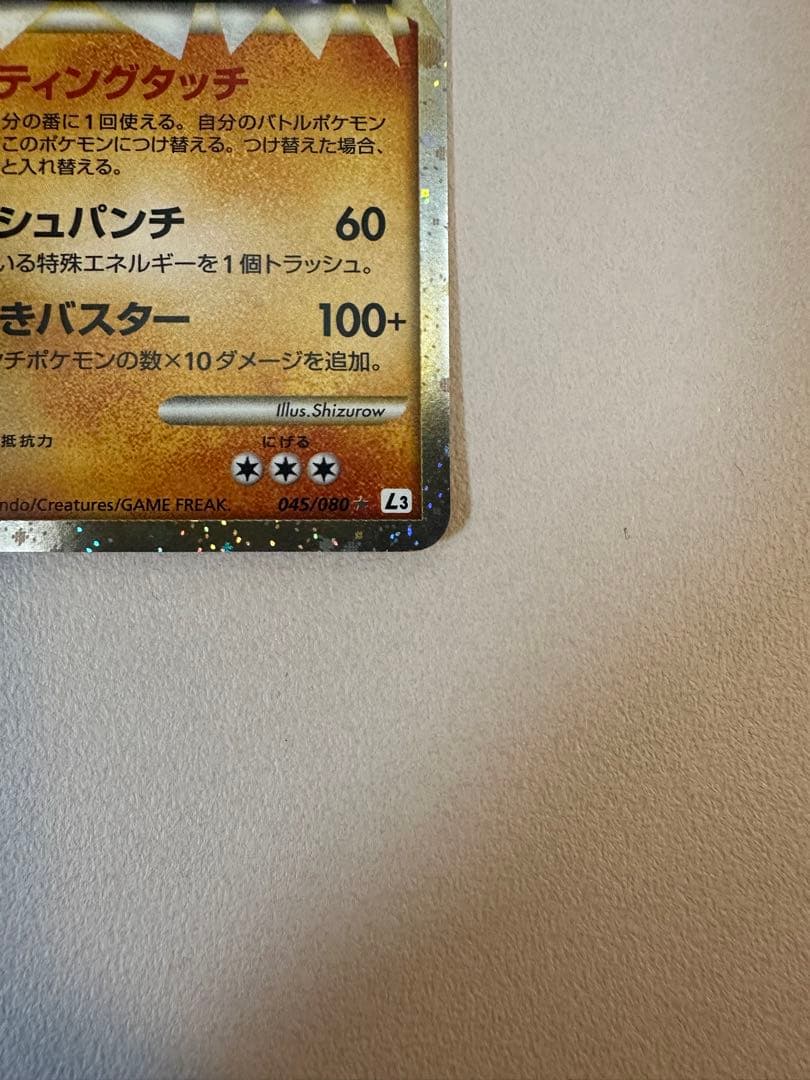 ティングタッチ
分の番に1回使える。自分のバトルポケモン
このポケモンにつけ替える。つけ替えた場合、
と入れ替える。
シュパンチ 60
いる特殊エネルギーを1個トラッシュ。
きバスター 100+
チポケモンの数×10ダメージを追加。
Illus.Shizurow
抵抗力 にげる
ndo/Creatures/GAME FREAK. 045/080 ★ L3